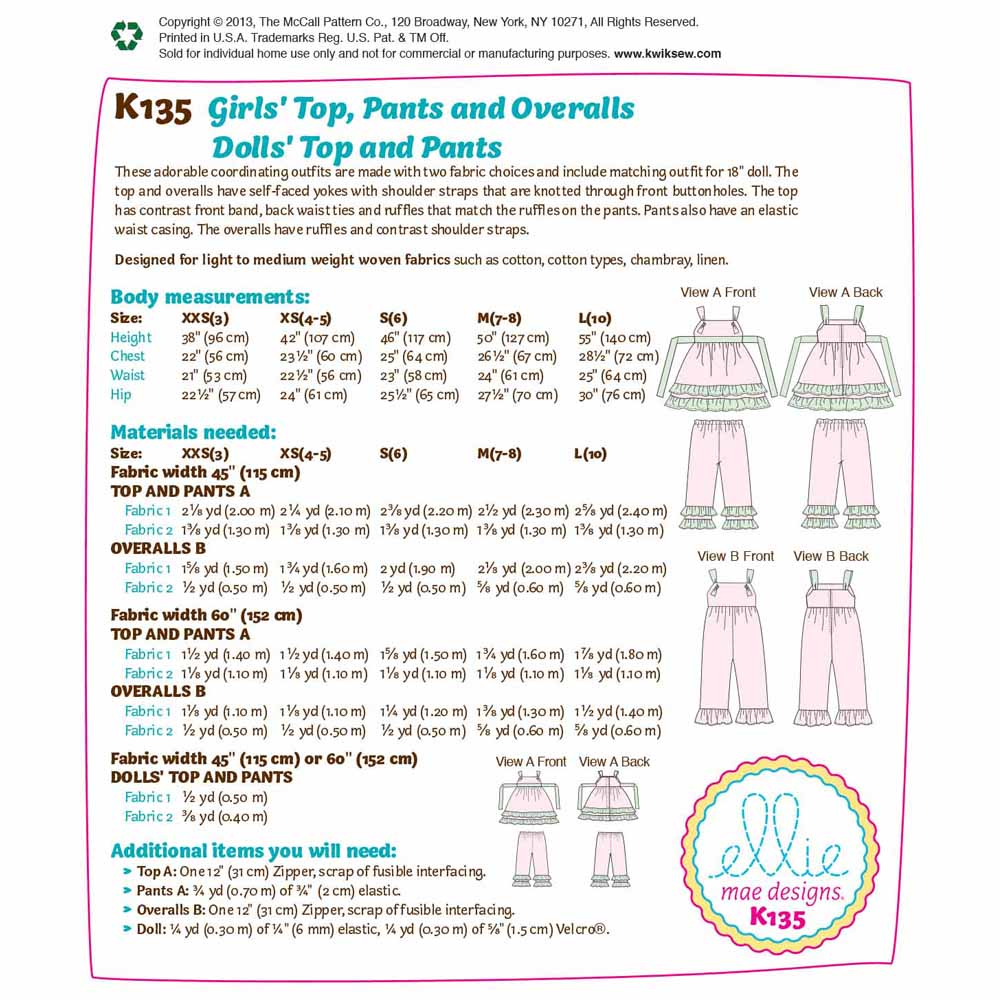 Copyright © 2013, The McCall Pattern Co., 120 Broadway, New York, NY 10271, All Rights Reserved.
Printed in U.S.A. Trademarks Reg. U.S. Pat. & TM Off.
Sold for individual home use only and not for commercial or manufacturing purposes. www.kwiksew.com
K135 Girls' Top, Pants and Overalls
Dolls' Top and Pants
These adorable coordinating outfits are made with two fabric choices and include matching outfit for 18" doll. The
top and overalls have self-faced yokes with shoulder straps that are knotted through front buttonholes. The top
has contrast front band, back waist ties and ruffles that match the ruffles on the pants. Pants also have an elastic
waist casing. The overalls have ruffles and contrast shoulder straps.
Designed for light to medium weight woven fabrics such as cotton, cotton types, chambray, linen.
Body measurements:
Size: XXS(3) XS(4-5) S(6) M(7-8) L(10)
Height 38" (96 cm) 42" (107 cm) 46" (117 cm) 50" (127 cm) 55" (140 cm)
Chest 22" (56 cm) 23½" (60 cm) 25" (64 cm) 26½" (67 cm) 28½" (72 cm)
Waist 21" (53 cm) 22½" (56 cm) 23" (58 cm) 24" (61 cm) 25" (64 cm)
Hip 22½" (57 cm) 24" (61 cm) 25½" (65 cm) 27½" (70 cm) 30" (76 cm)
View A Front View A Back
Materials needed:
Size: XXS(3) XS(4-5) S(6) M(7-8) L(10)
Fabric width 45" (115 cm)
TOP AND PANTS A
Fabric 1 2⅛ yd (2.00 m) 2¼ yd (2.10 m) 2⅜ yd (2.20 m) 2½ yd (2.30 m) 2⅝ yd (2.40 m)
Fabric 2 1⅜ yd (1.30 m) 1⅜ yd (1.30 m) 1⅜ yd (1.30 m) 1⅜ yd (1.30 m) 1⅜ yd (1.30 m)
OVERALLS B
Fabric 1 1⅝ yd (1.50 m) 1¾ yd (1.60 m) 2 yd (1.90 m) 2⅛ yd (2.00 m) 2⅜ yd (2.20 m)
Fabric 2 ½ yd (0.50 m) ½ yd (0.50 m) ½ yd (0.50 m) ⅝ yd (0.60 m) ⅝ yd (0.60 m)
View B Front View B Back
Fabric width 60" (152 cm)
TOP AND PANTS A
Fabric 1 1½ yd (1.40 m) 1½ yd (1.40 m) 1⅝ yd (1.50 m) 1¾ yd (1.60 m) 1⅞ yd (1.80 m)
Fabric 2 1⅛ yd (1.10 m) 1⅛ yd (1.10 m) 1⅛ yd (1.10 m) 1⅛ yd (1.10 m) 1⅛ yd (1.10 m)
OVERALLS B
Fabric 1 1⅛ yd (1.10 m) 1⅛ yd (1.10 m) 1¼ yd (1.20 m) 1⅜ yd (1.30 m) 1½ yd (1.40 m)
Fabric 2 ½ yd (0.50 m) ½ yd (0.50 m) ½ yd (0.50 m) ⅝ yd (0.60 m) ⅝ yd (0.60 m)
Fabric width 45" (115 cm) or 60" (152 cm)
DOLLS' TOP AND PANTS
Fabric 1 ½ yd (0.50 m)
Fabric 2 ⅜ yd (0.40 m)
View A Front View A Back
Additional items you will need:
➤ Top A: One 12" (31 cm) Zipper, scrap of fusible interfacing.
➤ Pants A: ¾ yd (0.70 m) of ¾" (2 cm) elastic.
➤ Overalls B: One 12" (31 cm) Zipper, scrap of fusible interfacing.
➤ Doll: ¼ yd (0.30 m) of ¼" (6 mm) elastic, ¼ yd (0.30 m) of ⅝" (1.5 cm) Velcro®.
ellie
mae designs.
K135